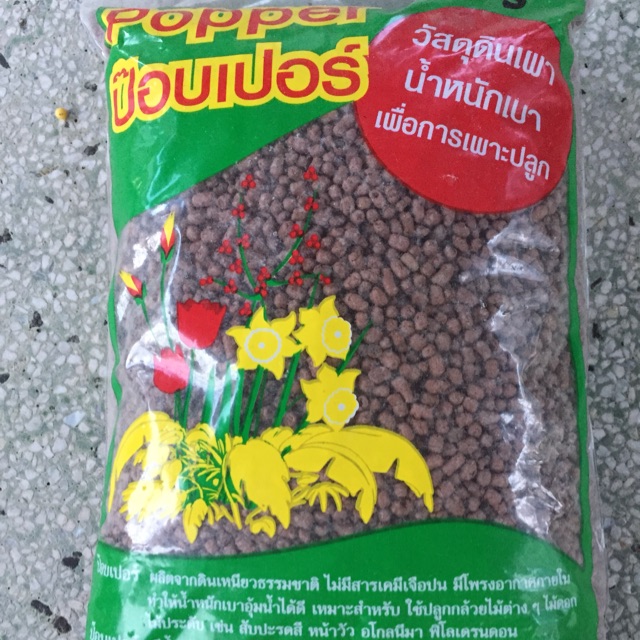 Popper
ป๊อบเปอร์
S
วัสดุดินเผา
น้ำหนักเบา
เพื่อการเพาะปลูก
ผลิตจากดินเหนียวธรรมชาติ ไม่มีสารเคมีเจือปน มีโพรงอากาศภายใน
ทำให้น้ำหนักเบาอุ้มน้ำได้ดี เหมาะสำหรับ ใช้ปลูกกล้วยไม้ต่าง ๆ ไม้ดอก
ไม้ประดับ เช่น สับปะรดสี หน้าวัว อโกลนีมา ฟิโลเดรนดอน